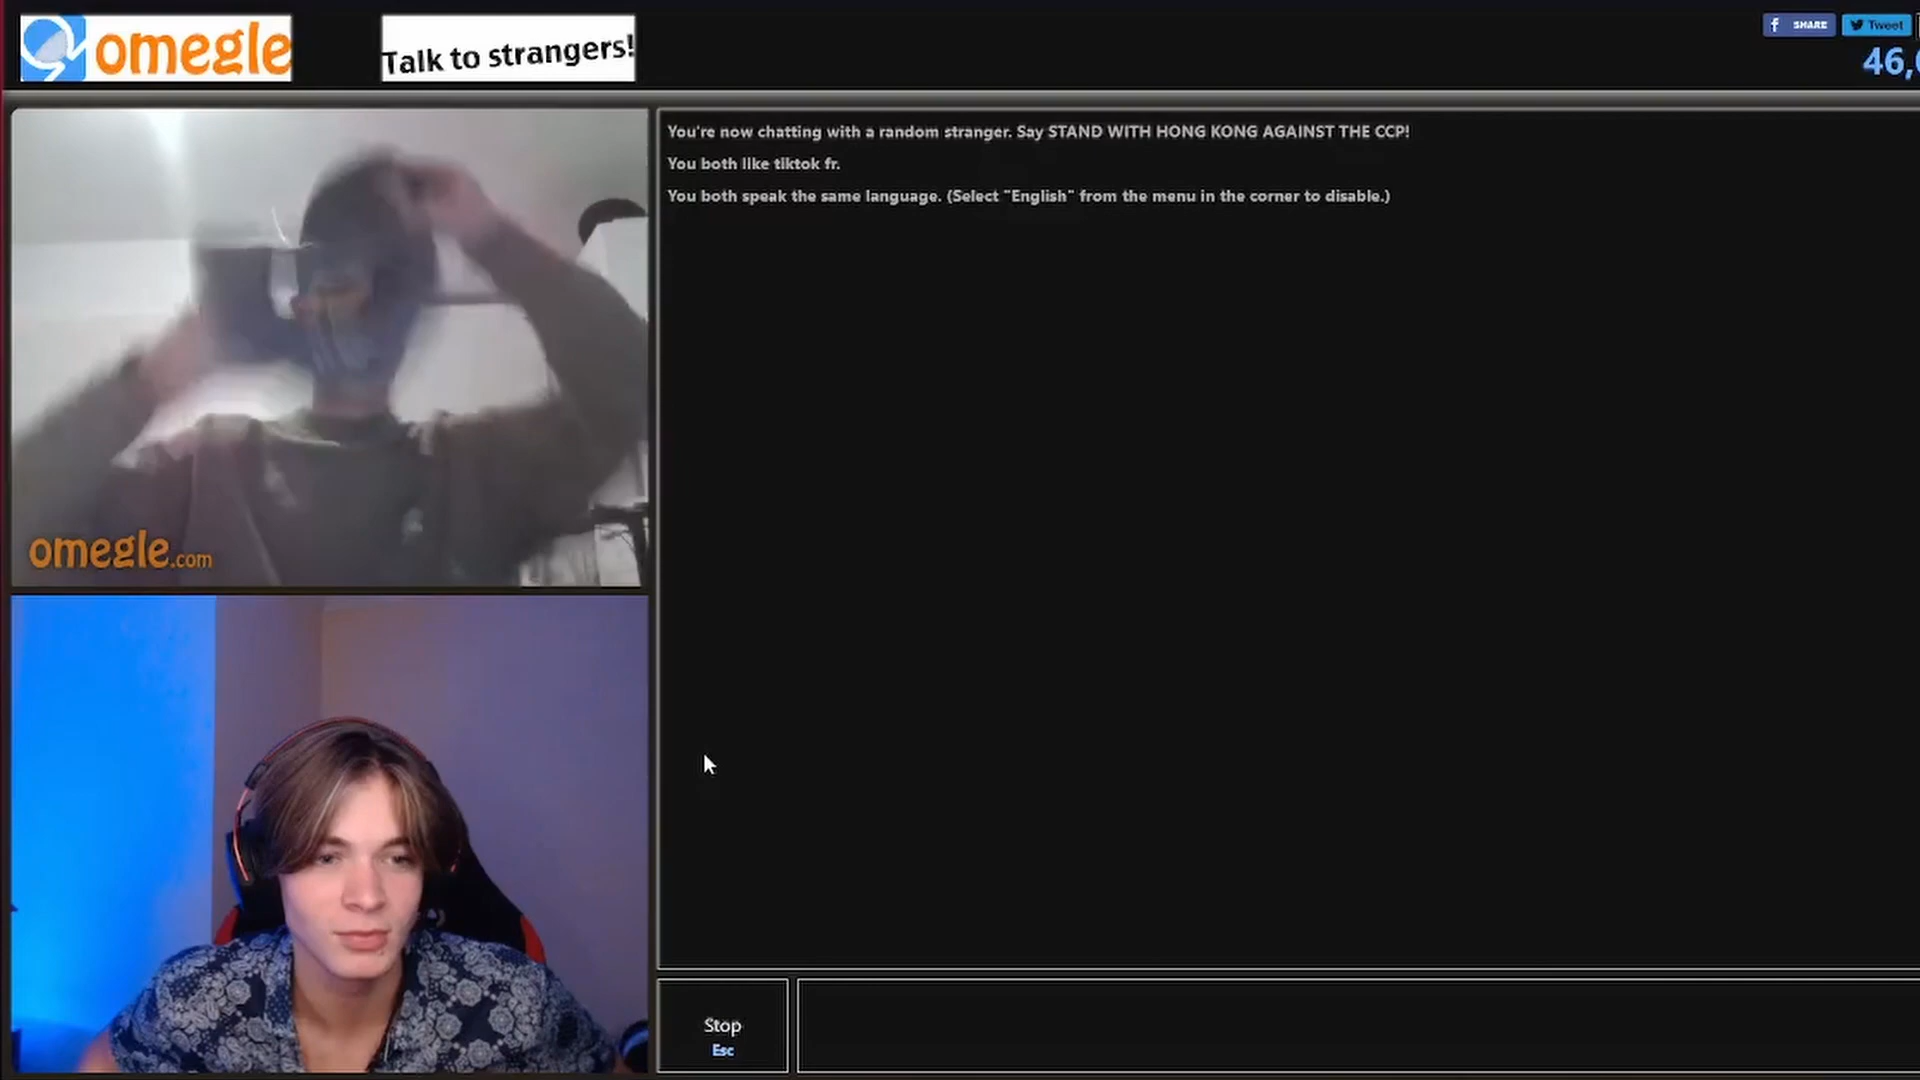 omegle
Talk to strangers!
SHARE
Tweet
46,
You're now chatting with a random stranger. Say STAND WITH HONG KONG AGAINST THE CCP!
You both like tiktok fr.
You both speak the same language. (Select "English" from the menu in the corner to disable.)
omegle.com
Stop
Esc